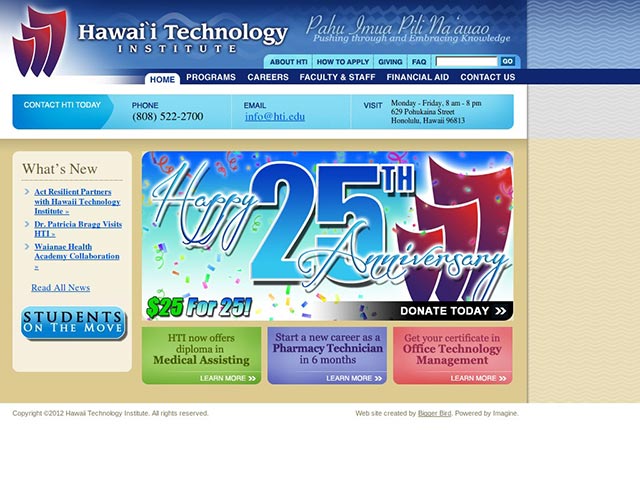 Hawai`i Technology
INSTITUTE
Pahu Imua Pili Na'auao
Pushing through and Embracing Knowledge
ABOUT HTI HOW TO APPLY GIVING FAQ GO
HOME PROGRAMS CAREERS FACULTY & STAFF FINANCIAL AID CONTACT US
CONTACT HTI TODAY
PHONE
(808) 522-2700
EMAIL
info@hti.edu
VISIT
Monday - Friday, 8 am - 8 pm
629 Pohukaina Street
Honolulu, Hawaii 96813
What's New
Act Resilient Partners
with Hawaii Technology
Institute »
Dr. Patricia Bragg Visits
HTI »
Waianae Health
Academy Collaboration
»
Read All News
STUDENTS
ON THE MOVE
Happy
25TH
Anniversary
$25 For 25!
DONATE TODAY »
HTI now offers
diploma in
Medical Assisting
LEARN MORE »
Start a new career as a
Pharmacy Technician
in 6 months
LEARN MORE »
Get your certificate in
Office Technology
Management
LEARN MORE »
Copyright ©2012 Hawaii Technology Institute. All rights reserved.
Web site created by Bigger Bird. Powered by Imagine.